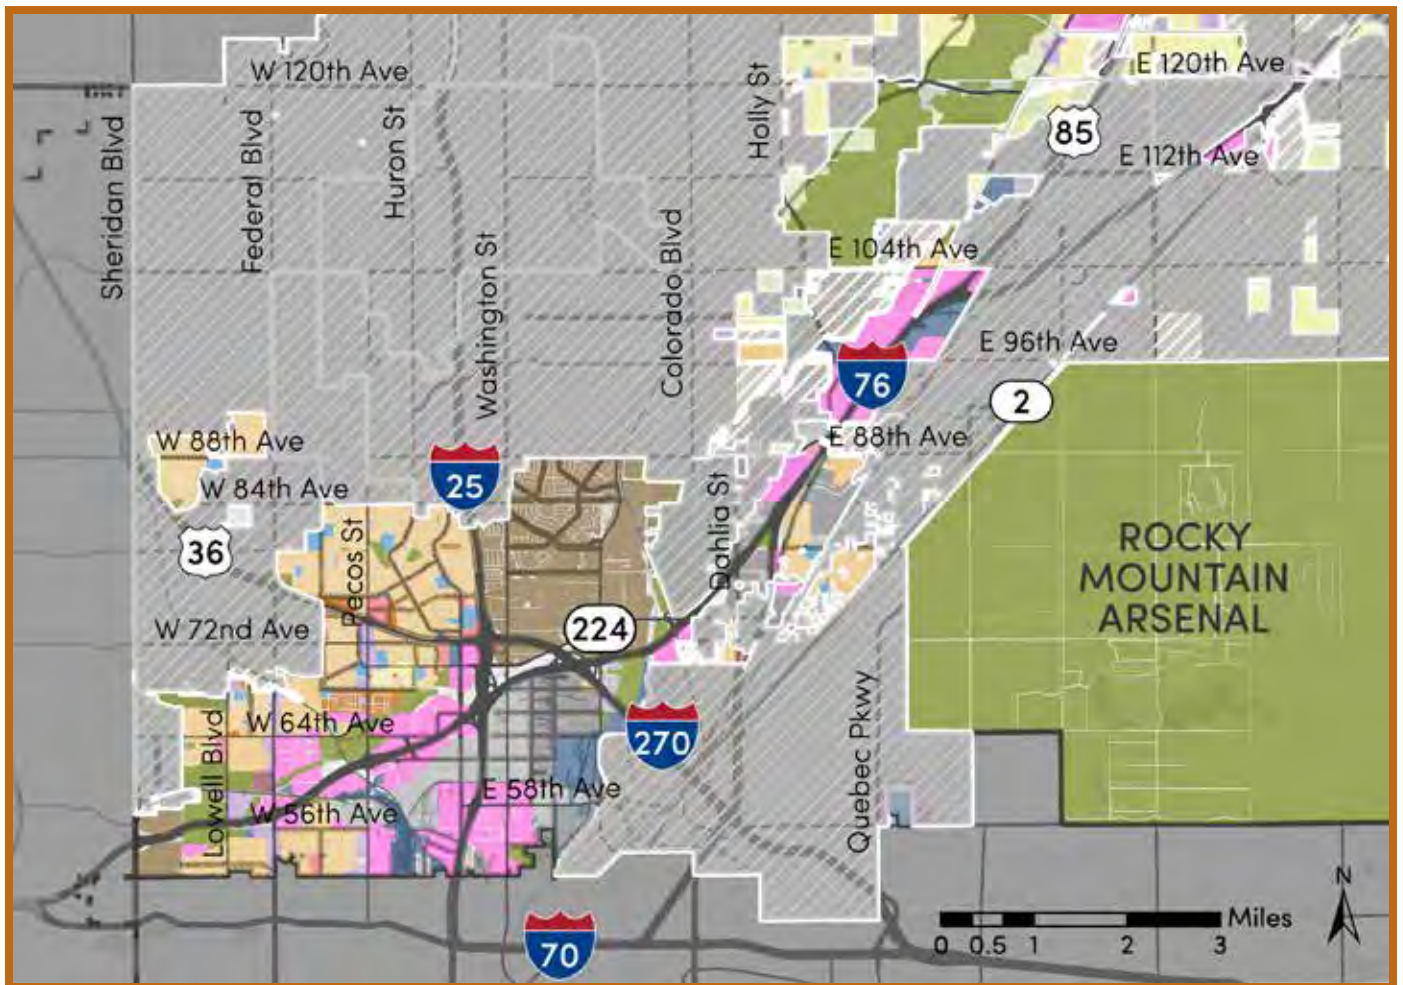 W 120th Ave
E 120th Ave
85
E 112th Ave
Sheridan Blvd
Federal Blvd
Huron St
Washington St
Colorado Blvd
Holly St
E 104th Ave
E 96th Ave
76
2
E 88th Ave
W 88th Ave
25
W 84th Ave
36
Pecos St
Dahlia St
ROCKY
MOUNTAIN
ARSENAL
W 72nd Ave
224
Quebec Pkwy
Lowell Blvd
W 64th Ave
270
E 58th Ave
W 56th Ave
70
N
Miles
0 0.5 1 2 3